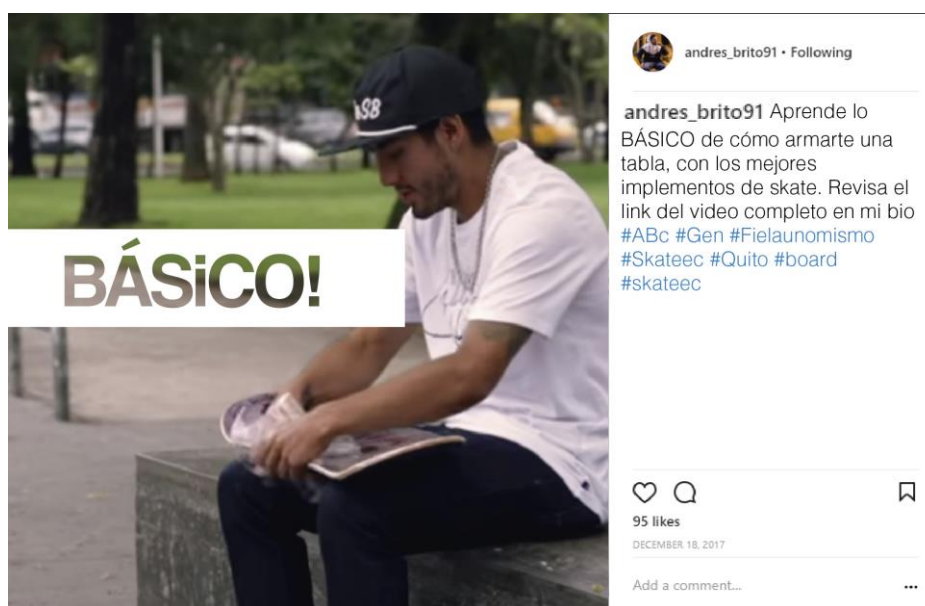 andres_brito91 • Following
SB
BÁSiCO!
andres_brito91 Aprende lo
BÁSICO de cómo armarte una
tabla, con los mejores
implementos de skate. Revisa el
link del video completo en mi bio
#ABc #Gen #Fielaunomismo
#Skateec #Quito #board
#skateec
95 likes
DECEMBER 18, 2017
Add a comment...